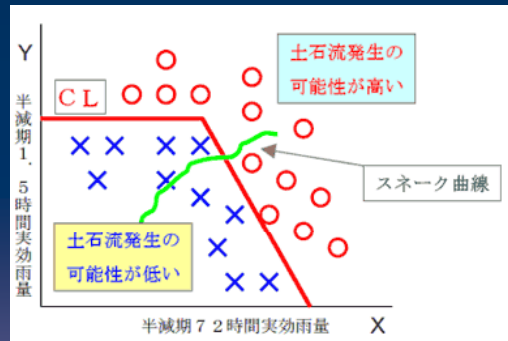 Y
半減期1．5時間実効雨量
CL
土石流発生の
可能性が高い
スネーク曲線
土石流発生の
可能性が低い
半減期７２時間実効雨量
X